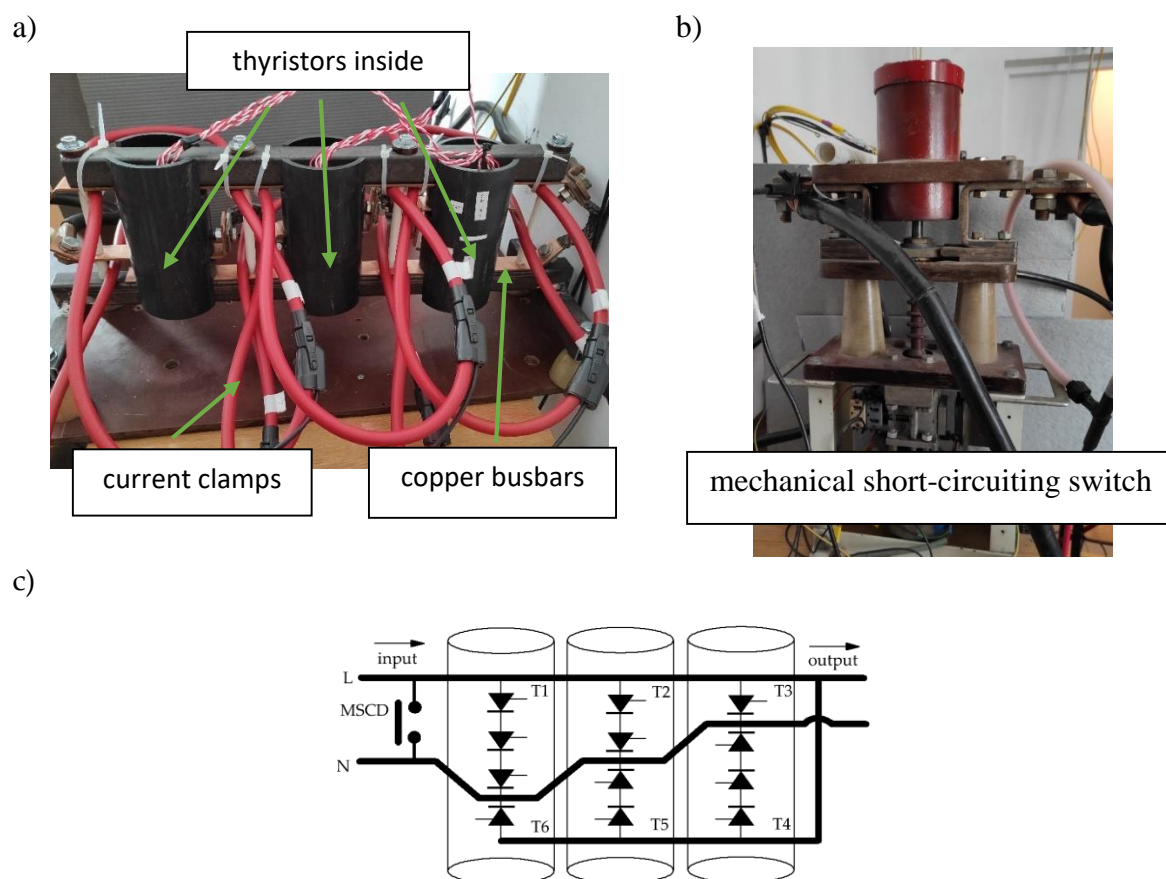 a)
thyristors inside
current clamps
copper busbars
b)
mechanical short-circuiting switch
c)
input
output
L
T1
T2
T3
MSCD
N
T6
T5
T4